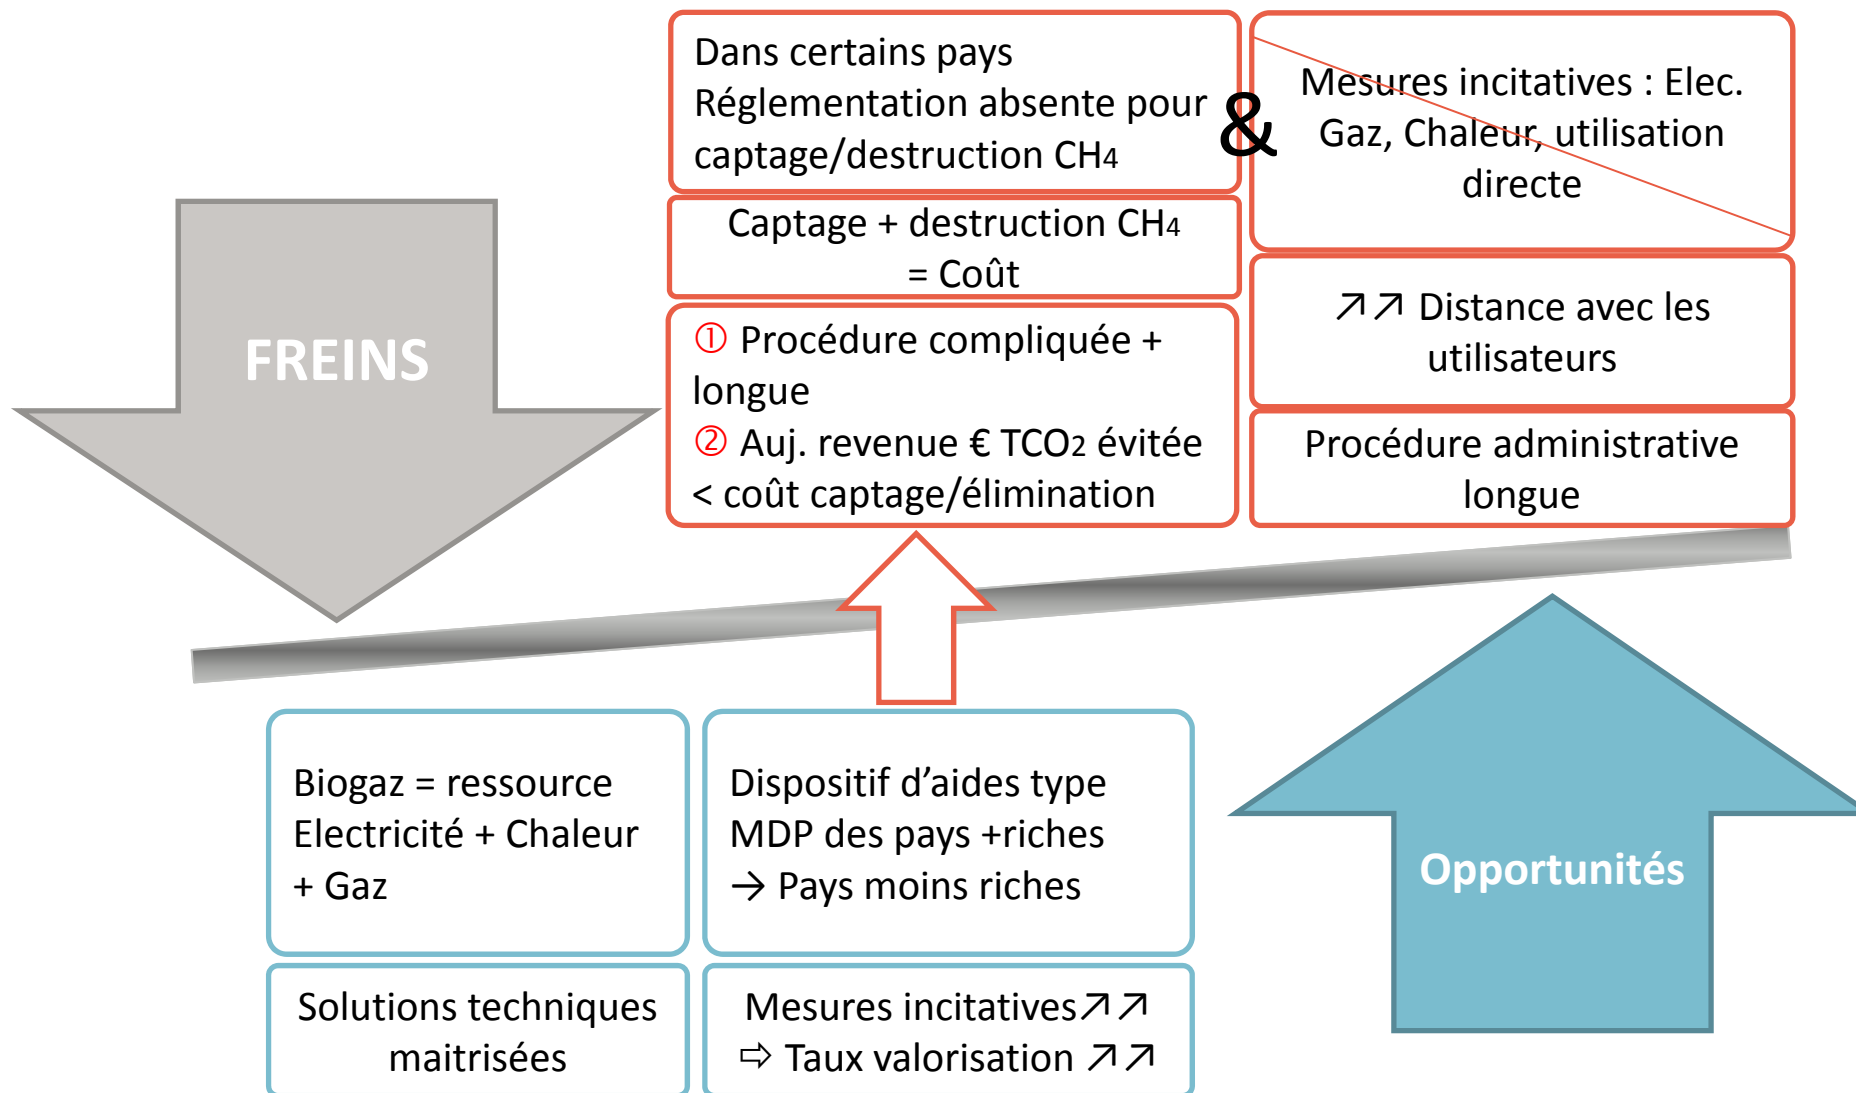 FREINS
Dans certains pays
Réglementation absente pour
captage/destruction CH4
&
Mesures incitatives : Elec.
Gaz, Chaleur, utilisation
directe
Captage + destruction CH4
= Coût
↗↗ Distance avec les
utilisateurs
① Procédure compliquée +
longue
② Auj. revenue € TCO2 évitée
< coût captage/élimination
Procédure administrative
longue
Biogaz = ressource
Electricité + Chaleur
+ Gaz
Dispositif d’aides type
MDP des pays +riches
→ Pays moins riches
Opportunités
Solutions techniques
maitrisées
Mesures incitatives↗↗
⇨ Taux valorisation ↗↗